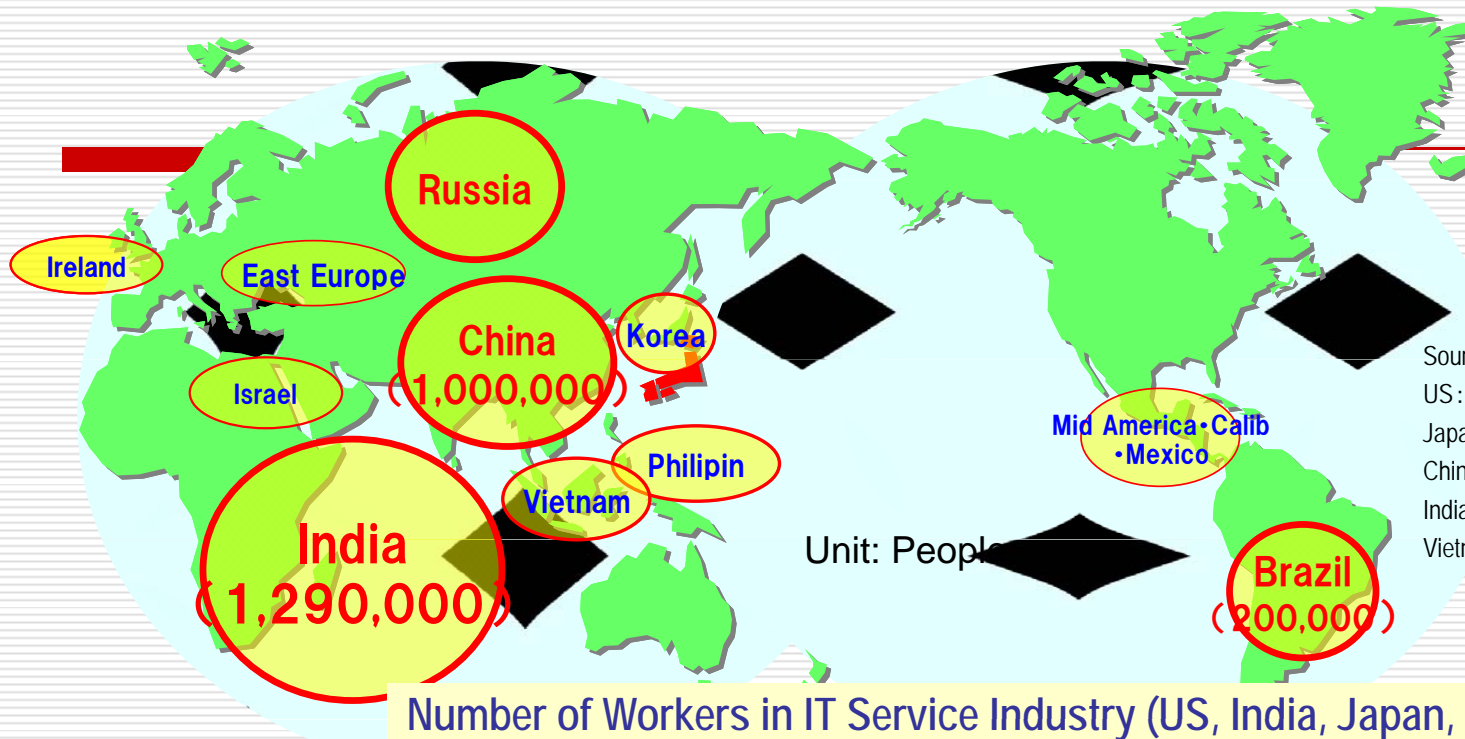 Russia
Ireland
East Europe
China
(1,000,000)
Korea
Israel
Mid America・Calib
・Mexico
Philipin
Vietnam
India
(1,290,000)
Unit: People
Brazil
(200,000)
US:
Number of Workers in IT Service Industry (US, India, Japan,